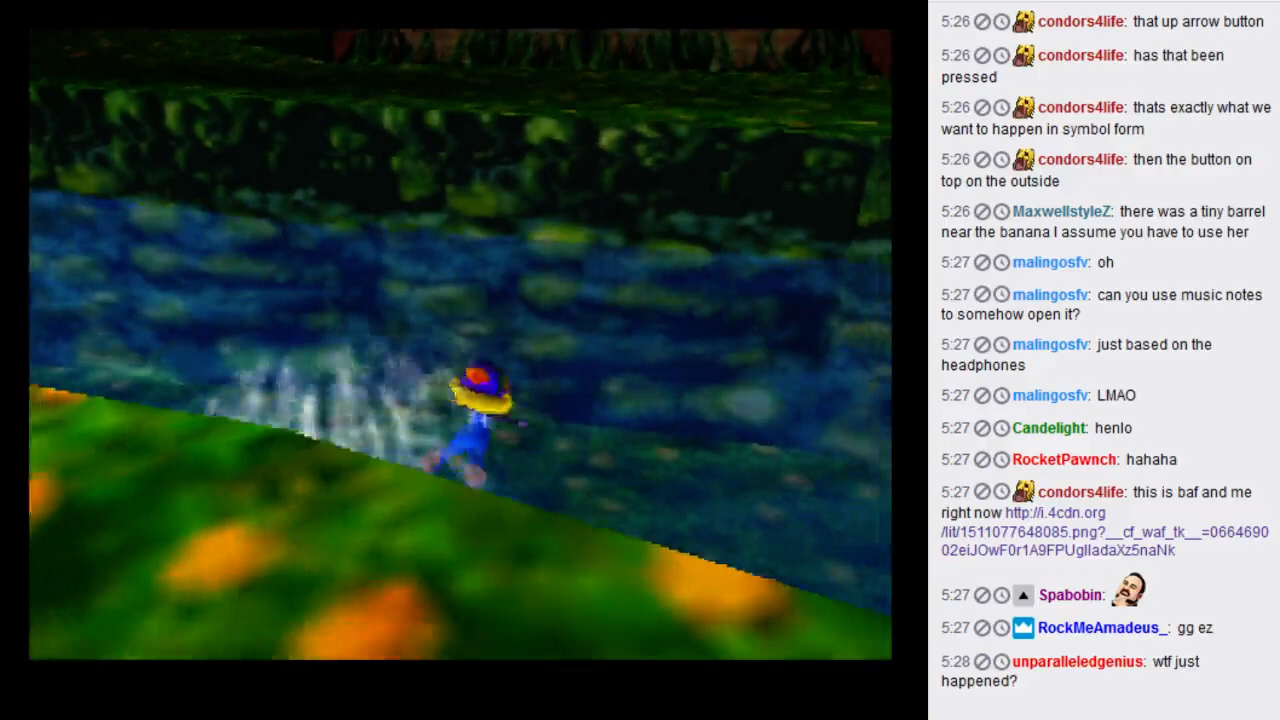 5:26 condors4life: that up arrow button
5:26 condors4life: has that been
pressed
5:26 condors4life: thats exactly what we
want to happen in symbol form
5:26 condors4life: then the button on
top on the outside
5:26 MaxwellstyleZ: there was a tiny barrel
near the banana I assume you have to use her
5:27 malingosfv: oh
5:27 malingosfv: can you use music notes
to somehow open it?
5:27 malingosfv: just based on the
headphones
5:27 malingosfv: LMAO
5:27 Candelight: henlo
5:27 RocketPawnch: hahaha
5:27 condors4life: this is baf and me
right now http://i.4cdn.org
/lit/1511077648085.png?__cf_waf_tk__=0664690
02eiJOwF0r1A9FPUgIladaXz5naNk
5:27 Spabobin:
5:27 RockMeAmadeus_: gg ez
5:28 unparalleledgenius: wtf just
happened?